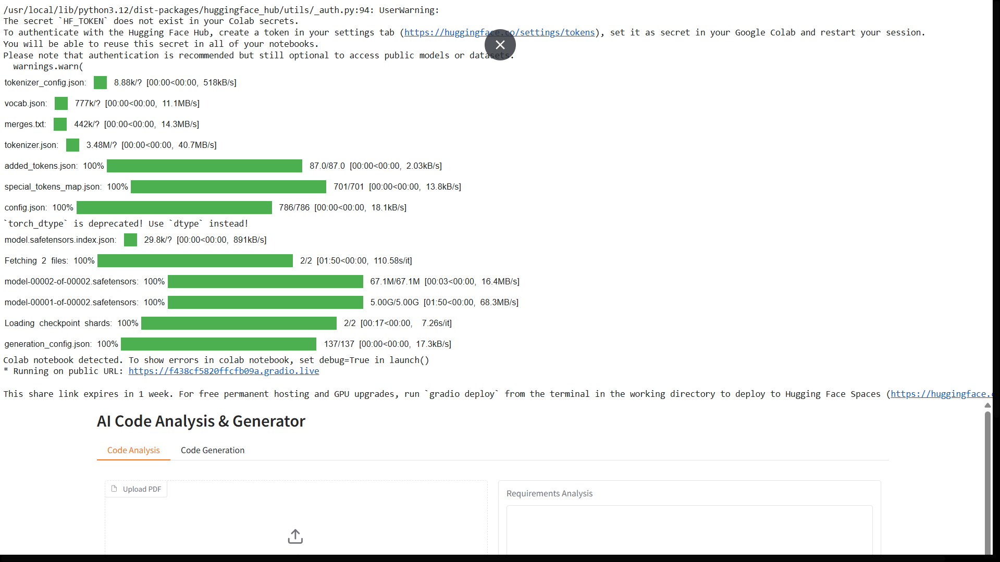 /usr/local/lib/python3.12/dist-packages/huggingface_hub/utils/_auth.py:94: UserWarning:
The secret `HF_TOKEN` does not exist in your Colab secrets.
To authenticate with the Hugging Face Hub, create a token in your settings tab (https://huggingface.co/settings/tokens), set it as secret in your Google Colab and restart your session.
You will be able to reuse this secret in all of your notebooks.
Please note that authentication is recommended but still optional to access public models or datasets.
warnings.warn(
tokenizer_config.json: 8.88k/? [00:00<00:00, 518kB/s]
vocab.json: 777k/? [00:00<00:00, 11.1MB/s]
merges.txt: 442k/? [00:00<00:00, 14.3MB/s]
tokenizer.json: 3.48M/? [00:00<00:00, 40.7MB/s]
added_tokens.json: 100% 87.0/87.0 [00:00<00:00, 2.03kB/s]
special_tokens_map.json: 100% 701/701 [00:00<00:00, 13.8kB/s]
config.json: 100% 786/786 [00:00<00:00, 18.1kB/s]
`torch_dtype` is deprecated! Use `dtype` instead!
model.safetensors.index.json: 29.8k/? [00:00<00:00, 891kB/s]
Fetching 2 files: 100% 2/2 [01:50<00:00, 110.58s/it]
model-00002-of-00002.safetensors: 100% 67.1M/67.1M [00:03<00:00, 16.4MB/s]
model-00001-of-00002.safetensors: 100% 5.00G/5.00G [01:50<00:00, 68.3MB/s]
Loading checkpoint shards: 100% 2/2 [00:17<00:00, 7.26s/it]
generation_config.json: 100% 137/137 [00:00<00:00, 17.3kB/s]
Colab notebook detected. To show errors in colab notebook, set debug=True in launch()
* Running on public URL: https://f438cf5820ffcfb09a.gradio.live
This share link expires in 1 week. For free permanent hosting and GPU upgrades, run `gradio deploy` from the terminal in the working directory to deploy to Hugging Face Spaces (https://huggingface.
AI Code Analysis & Generator
Code Analysis Code Generation
Upload PDF
Requirements Analysis